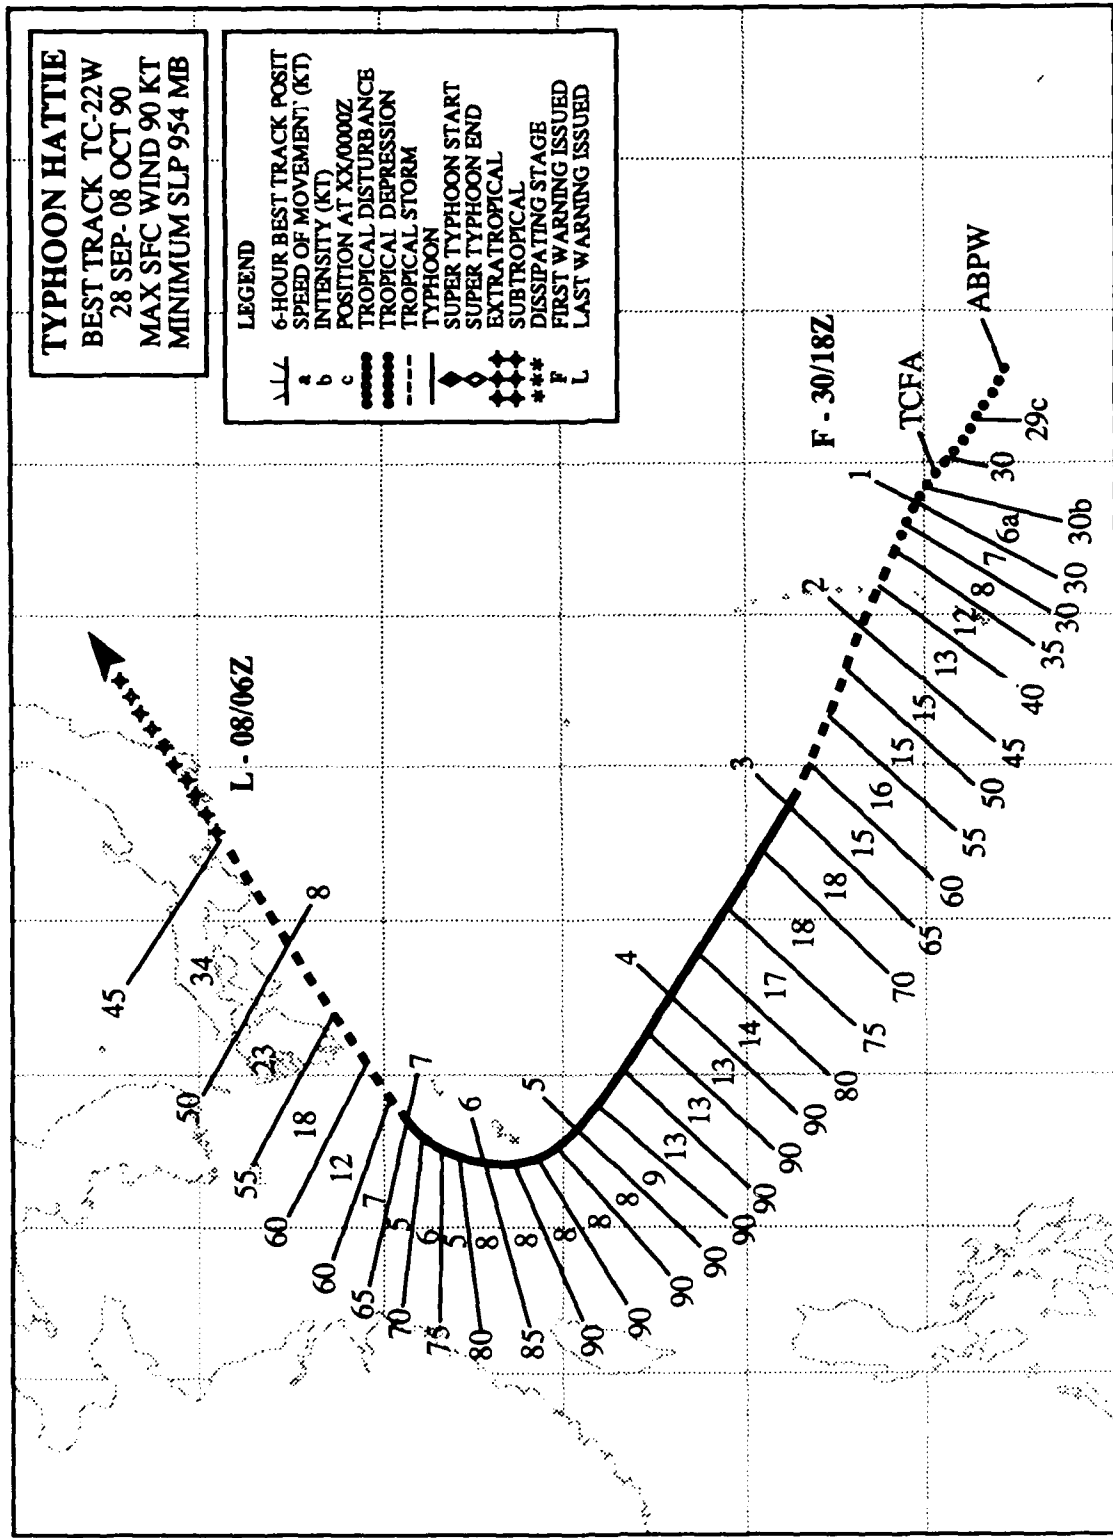 TYPHOON HATTIE
BEST TRACK TC-22W
28 SEP- 08 OCT 90
MAX SFC WIND 90 KT
MINIMUM SLP 954 MB
LEGEND
6-HOUR BEST TRACK POSIT
a SPEED OF MOVEMENT (KT)
b INTENSITY (KT)
c POSITION AT XX/0000Z
TROPICAL DISTURBANCE
TROPICAL DEPRESSION
TROPICAL STORM
TYPHOON
SUPER TYPHOON START
SUPER TYPHOON END
EXTRATROPICAL
SUBTROPICAL
*** DISSIPATING STAGE
F FIRST WARNING ISSUED
L LAST WARNING ISSUED
L - 08/06Z
F - 30/18Z
TCFA
ABPW
29c
30
30b
6a
1
30
7
30
8
35
12
40
13
2
45
15
50
15
55
16
60
15
3
65
18
70
18
75
17
80
14
4
90
13
90
13
90
13
90
9
5
90
8
90
8
90
8
90
8
6
85
8
80
5
75
6
70
5
7
65
7
60
12
60
18
55
23
8
50
34
45